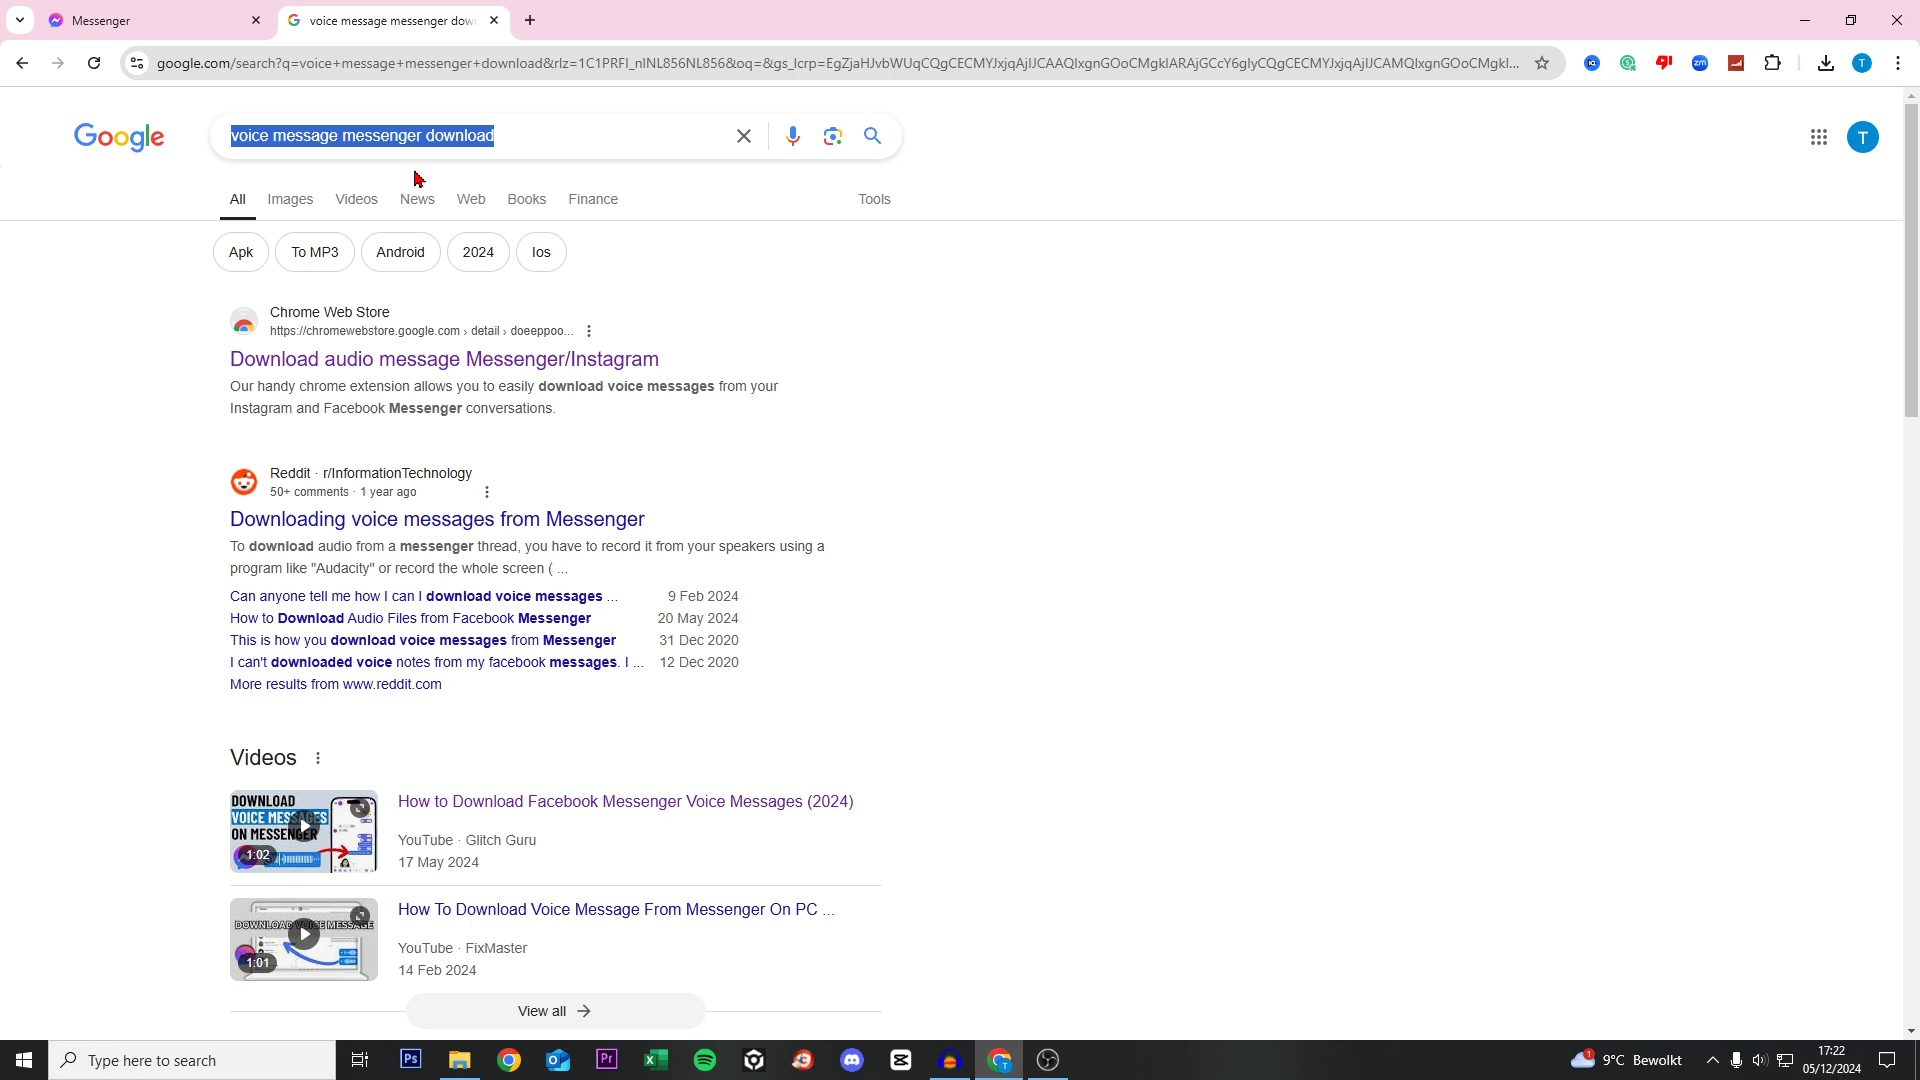 Messenger
voice message messenger dow
google.com/search?q=voice+message+messenger+download&rlz=1C1PRFI_nlNL856NL856&oq=&gs_lcrp=EgZjaHJvbWUqCQgCECMYJxjqAjIJCAAQIxgnGOoCMgkIARAjGCcY6gIyCQgCECMYJxjqAjIJCAMQIxgnGOoCMgkI...
Google
voice message messenger download
T
All Images Videos News Web Books Finance Tools
Apk To MP3 Android 2024 Ios
Chrome Web Store
https://chromewebstore.google.com › detail › doeeppoo...
Download audio message Messenger/Instagram
Our handy chrome extension allows you to easily download voice messages from your
Instagram and Facebook Messenger conversations.
Reddit · r/InformationTechnology
50+ comments · 1 year ago
Downloading voice messages from Messenger
To download audio from a messenger thread, you have to record it from your speakers using a
program like "Audacity" or record the whole screen ( ...
Can anyone tell me how I can I download voice messages ... 9 Feb 2024
How to Download Audio Files from Facebook Messenger 20 May 2024
This is how you download voice messages from Messenger 31 Dec 2020
I can't downloaded voice notes from my facebook messages. I ... 12 Dec 2020
More results from www.reddit.com
Videos
DOWNLOAD
VOICE MESSAGES
ON MESSENGER
1:02
How to Download Facebook Messenger Voice Messages (2024)
YouTube · Glitch Guru
17 May 2024
DOWNLOAD VOICE MESSAGE
1:01
How To Download Voice Message From Messenger On PC ...
YouTube · FixMaster
14 Feb 2024
View all
Type here to search
Ps
Pr
9°C Bewolkt
17:22
05/12/2024